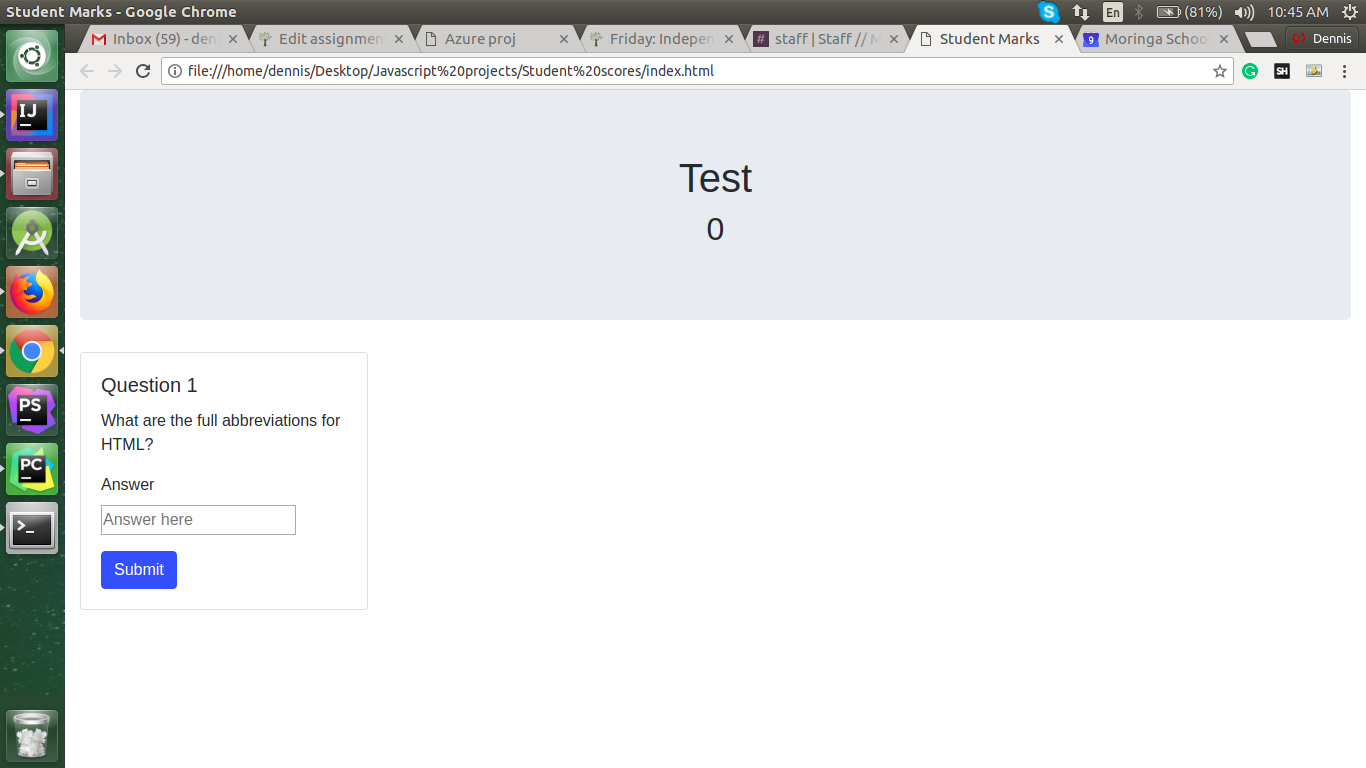 Student Marks - Google Chrome
En
(81%)
10:45 AM
Inbox (59) - den
Edit assignmen
Azure proj
Friday: Indepen
# staff | Staff // M
Student Marks
9 Moringa School
Dennis
file:///home/dennis/Desktop/Javascript%20projects/Student%20scores/index.html
SH
IJ
PS
PC
>_
Test
0
Question 1
What are the full abbreviations for
HTML?
Answer
Answer here
Submit